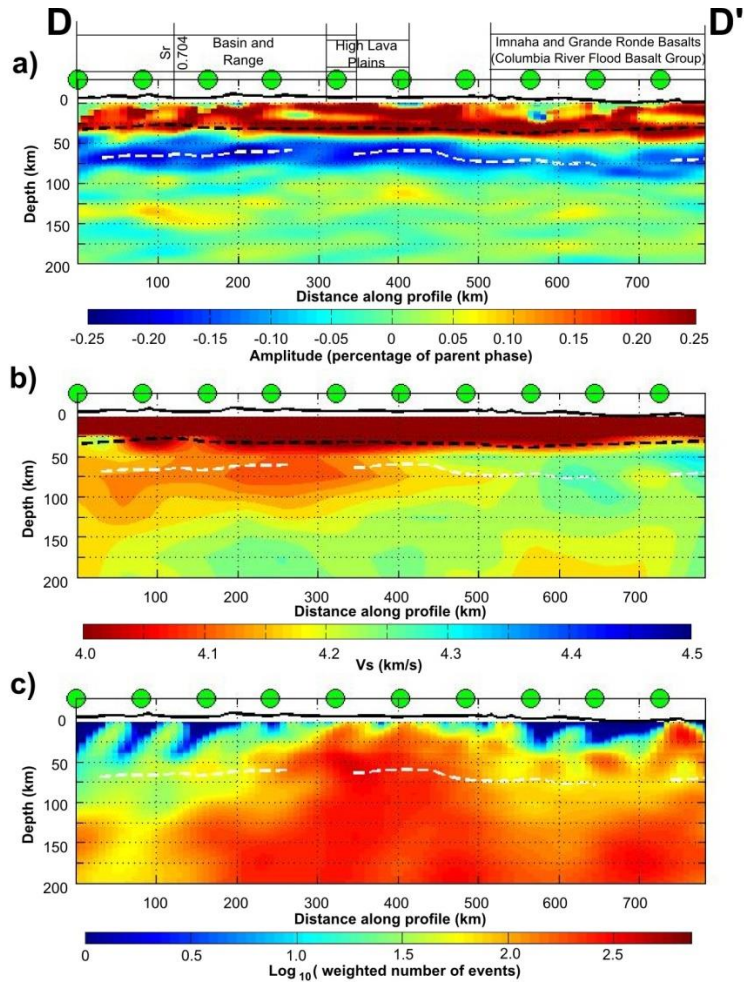 D
D'
Sr
0.704
Basin and
Range
High Lava
Plains
Imnaha and Grande Ronde Basalts
(Columbia River Flood Basalt Group)
a)
0
50
100
150
200
Depth (km)
100 200 300 400 500 600 700
Distance along profile (km)
-0.25 -0.20 -0.15 -0.10 -0.05 0 0.05 0.10 0.15 0.20 0.25
Amplitude (percentage of parent phase)
b)
0
50
100
150
200
Depth (km)
100 200 300 400 500 600 700
Distance along profile (km)
4.0 4.1 4.2 4.3 4.4 4.5
Vs (km/s)
c)
0
50
100
150
200
Depth (km)
100 200 300 400 500 600 700
Distance along profile (km)
0 0.5 1.0 1.5 2.0 2.5
Log10( weighted number of events)